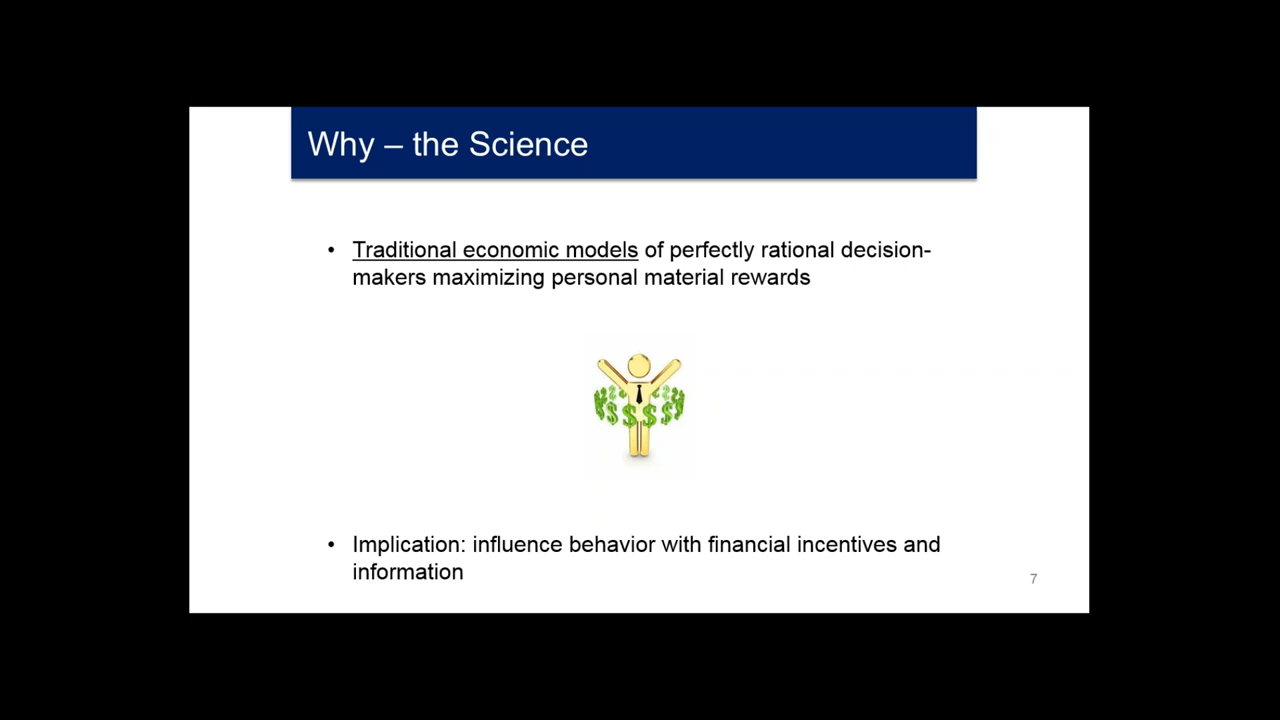 Why – the Science
• Traditional economic models of perfectly rational decision-
makers maximizing personal material rewards
$ $ $ $
• Implication: influence behavior with financial incentives and
information
7